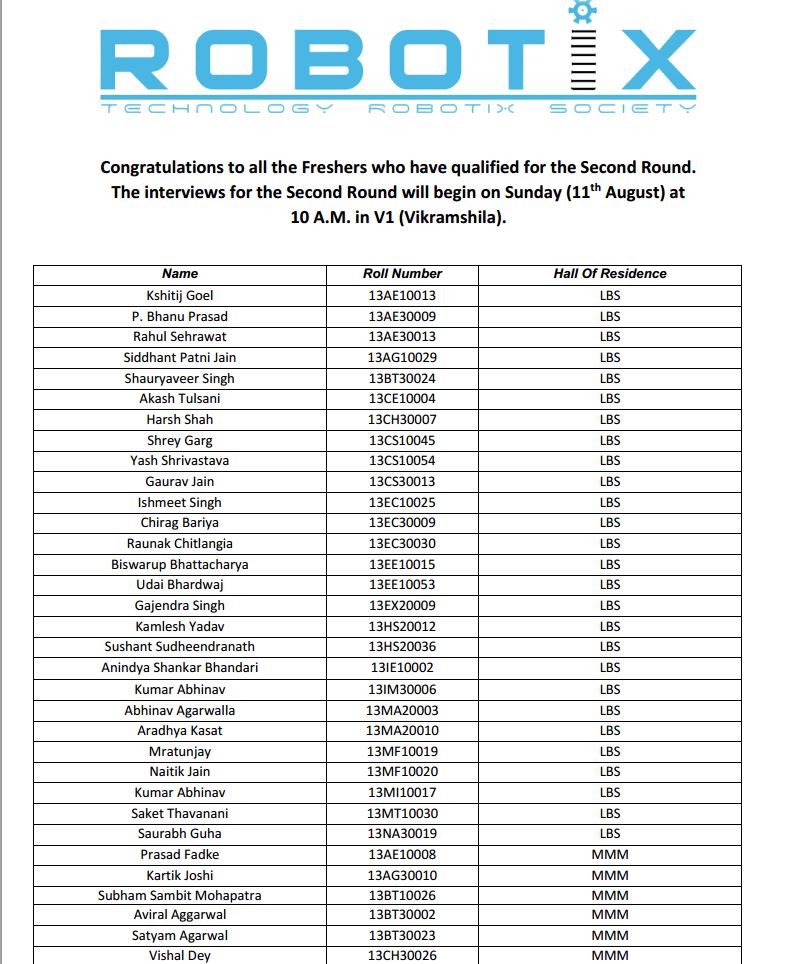 ROBOTIX
TECHNOLOGY ROBOTIX SOCIETY
Congratulations to all the Freshers who have qualified for the Second Round.
The interviews for the Second Round will begin on Sunday (11th August) at
10 A.M. in V1 (Vikramshila).
Name Roll Number Hall Of Residence
Kshitij Goel 13AE10013 LBS
P. Bhanu Prasad 13AE30009 LBS
Rahul Sehrawat 13AE30013 LBS
Siddhant Patni Jain 13AG10029 LBS
Shauryaveer Singh 13BT30024 LBS
Akash Tulsani 13CE10004 LBS
Harsh Shah 13CH30007 LBS
Shrey Garg 13CS10045 LBS
Yash Shrivastava 13CS10054 LBS
Gaurav Jain 13CS30013 LBS
Ishmeet Singh 13EC10025 LBS
Chirag Bariya 13EC30009 LBS
Raunak Chitlangia 13EC30030 LBS
Biswarup Bhattacharya 13EE10015 LBS
Udai Bhardwaj 13EE10053 LBS
Gajendra Singh 13EX20009 LBS
Kamlesh Yadav 13HS20012 LBS
Sushant Sudheendranath 13HS20036 LBS
Anindya Shankar Bhandari 13IE10002 LBS
Kumar Abhinav 13IM30006 LBS
Abhinav Agarwalla 13MA20003 LBS
Aradhya Kasat 13MA20010 LBS
Mratunjay 13MF10019 LBS
Naitik Jain 13MF10020 LBS
Kumar Abhinav 13MI10017 LBS
Saket Thavanani 13MT10030 LBS
Saurabh Guha 13NA30019 LBS
Prasad Fadke 13AE10008 MMM
Kartik Joshi 13AG30010 MMM
Subham Sambit Mohapatra 13BT10026 MMM
Aviral Aggarwal 13BT30002 MMM
Satyam Agarwal 13BT30023 MMM
Vishal Dey 13CH30026 MMM